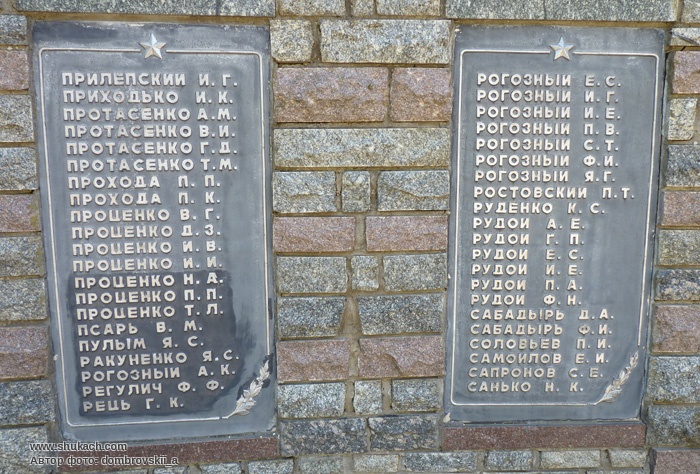 ПРИЛЕПСКИЙ И. Г.
ПРИХОДЬКО И. К.
ПРОТАСЕНКО А. М.
ПРОТАСЕНКО В. И.
ПРОТАСЕНКО Г. Д.
ПРОТАСЕНКО Т. М.
ПРОХОДА П. П.
ПРОХОДА П. К.
ПРОЦЕНКО В. Г.
ПРОЦЕНКО Д. З.
ПРОЦЕНКО И. В.
ПРОЦЕНКО И. И.
ПРОЦЕНКО Н. А.
ПРОЦЕНКО П. П.
ПРОЦЕНКО Т. Л.
ПСАРЬ В. М.
ПУЛЫМ Я. С.
РАКУНЕНКО Я. С.
РОГОЗНЫЙ А. К.
РЕГУЛИЧ Ф. Ф.
РЕЦЬ Г. К.
РОГОЗНЫЙ Е. С.
РОГОЗНЫЙ И. Г.
РОГОЗНЫЙ И. Е.
РОГОЗНЫЙ П. В.
РОГОЗНЫЙ С. Т.
РОГОЗНЫЙ Ф. И.
РОГОЗНЫЙ Я. Г.
РОСТОВСКИЙ П. Т.
РУДЕНКО К. С.
РУДОЙ А. Е.
РУДОЙ Г. П.
РУДОЙ Е. С.
РУДОЙ И. Е.
РУДОЙ П. А.
РУДОЙ Ф. Н.
САБАДЫРЬ Д. А.
САБАДЫРЬ Ф. И.
СОЛОВЬЕВ П. И.
САМОЙЛОВ Е. И.
САПРОНОВ С. Е.
САНЬКО Н. К.
www.shukach.com
Автор фото: dombrovskii_a